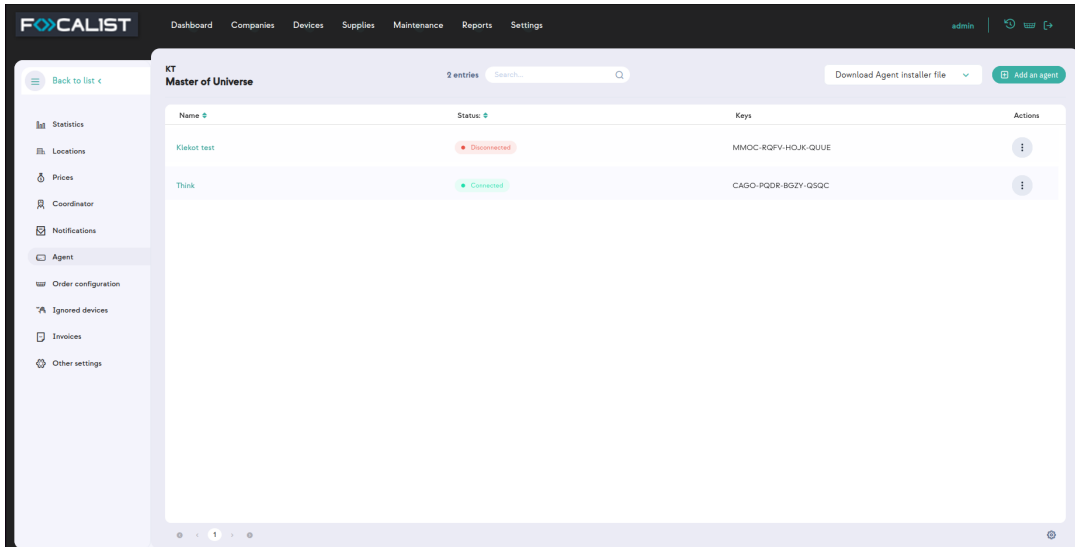 FOCALIST
Dashboard Companies Devices Supplies Maintenance Reports Settings admin
Back to list
KT
Master of Universe
2 entries Search... Download Agent installer file Add an agent
Statistics
Locations
Prices
Coordinator
Notifications
Agent
Order configuration
Ignored devices
Invoices
Other settings
Name Status: Keys Actions
Klekot test Disconnected MMOC-RQFV-HOJK-QUUE
Think Connected CAGO-PQDR-BGZY-QSQC
1